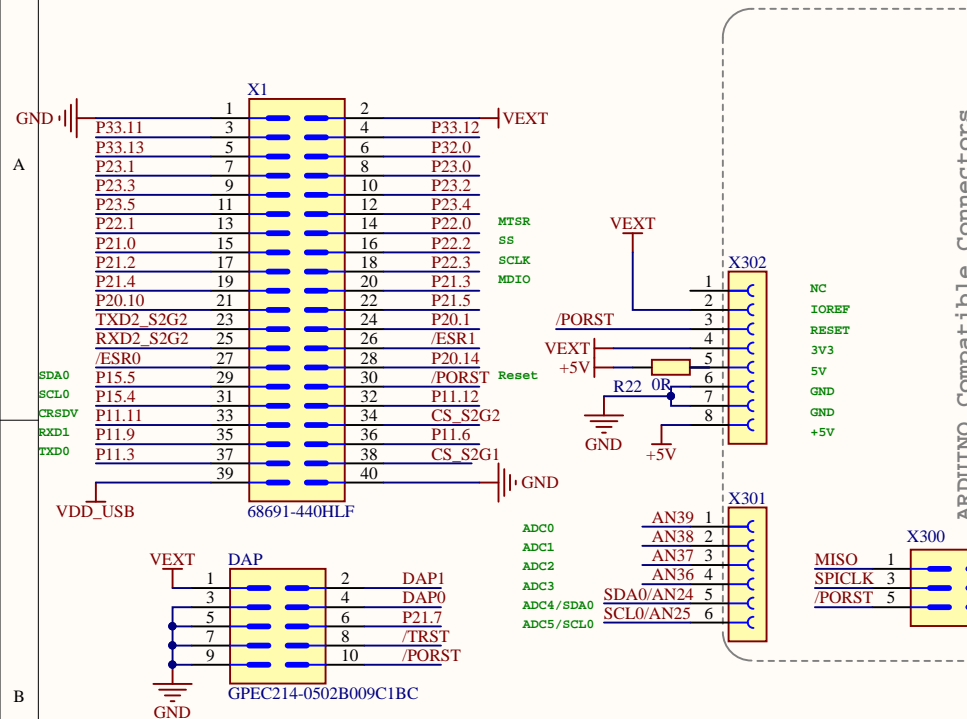 X1
GND 1 2 VEXT
P33.11 3 4 P33.12
P33.13 5 6 P32.0
P23.1 7 8 P23.0
P23.3 9 10 P23.2
P23.5 11 12 P23.4
P22.1 13 14 P22.0 MTSR
P21.0 15 16 P22.2 SS
P21.2 17 18 P22.3 SCLK
P21.4 19 20 P21.3 MDIO
P20.10 21 22 P21.5
TXD2_S2G2 23 24 P20.1
RXD2_S2G2 25 26 /ESR1
/ESR0 27 28 P20.14
SDA0 P15.5 29 30 /PORST Reset
SCL0 P15.4 31 32 P11.12
CRSDV P11.11 33 34 CS_S2G2
RXD1 P11.9 35 36 P11.6
TXD0 P11.3 37 38 CS_S2G1
39 40 GND
VDD_USB
68691-440HLF
A
VEXT
X302
1 NC
2 IOREF
/PORST 3 RESET
VEXT 4 3V3
+5V 5 5V
R22 0R
6 GND
7 GND
8 +5V
GND
+5V
ARDUINO Compatible Connectors
X301
ADC0 AN39 1
ADC1 AN38 2
ADC2 AN37 3
ADC3 AN36 4
ADC4/SDA0 SDA0/AN24 5
ADC5/SCL0 SCL0/AN25 6
X300
MISO 1
SPICLK 3
/PORST 5
VEXT
DAP
1 2 DAP1
3 4 DAP0
5 6 P21.7
7 8 /TRST
9 10 /PORST
GPEC214-0502B009C1BC
GND
B